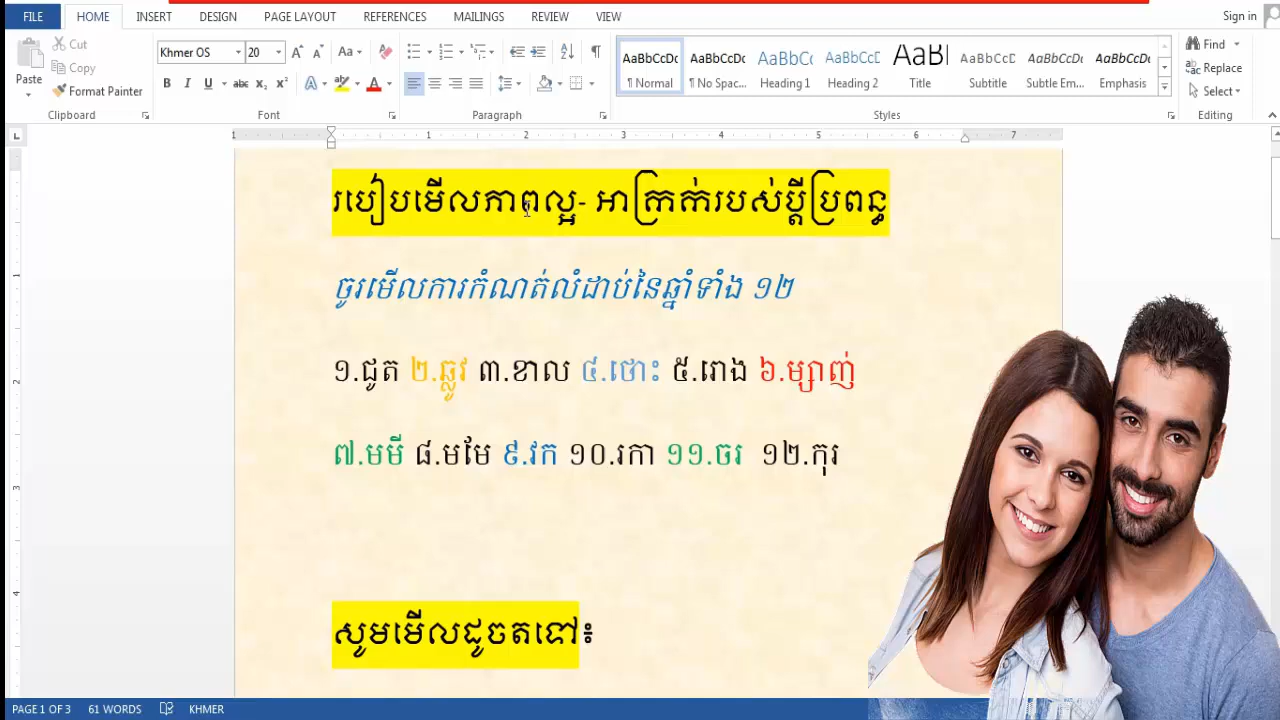 FILE HOME INSERT DESIGN PAGE LAYOUT REFERENCES MAILINGS REVIEW VIEW Sign in
Paste Cut Copy Format Painter
Khmer OS 20
AaBbCcDc AaBbCcDc AaBbCc AaBbCcD AaBb AaBbCcD AaBbCcDc AaBbCcDc
¶ Normal ¶ No Spac... Heading 1 Heading 2 Title Subtitle Subtle Em... Emphasis
Find Replace Select
Clipboard Font Paragraph Styles Editing
របៀបមើលភាពល្អ- អាក្រក់របស់ប្តីប្រពន្ធ
ចូរមើលការកំណត់លំដាប់នៃឆ្នាំទាំង ១២
១.ជូត ២.ឆ្លូវ ៣.ខាល ៤.ថោះ ៥.រោង ៦.ម្សាញ់
៧.មមី ៨.មមែ ៩.វក ១០.រកា ១១.ចរ ១២.កុរ
សូមមើលដូចតទៅ៖
PAGE 1 OF 3 61 WORDS KHMER